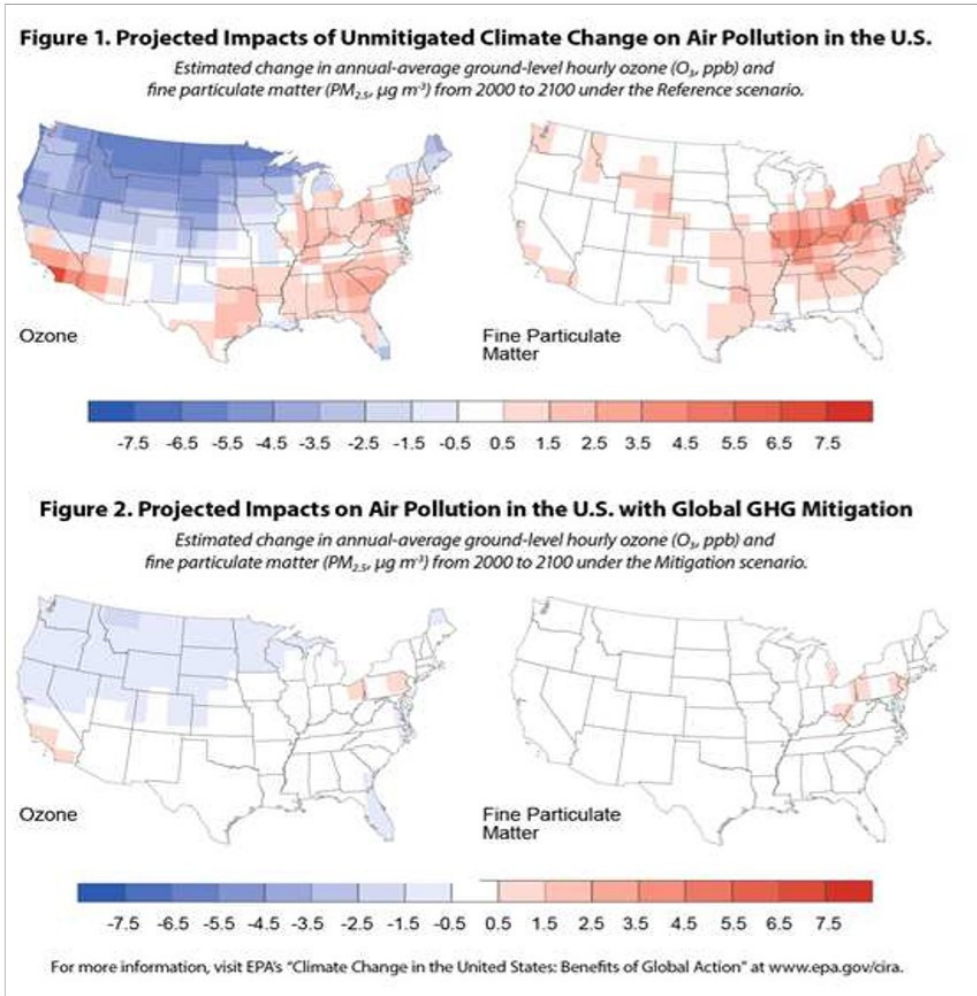 Figure 1. Projected Impacts of Unmitigated Climate Change on Air Pollution in the U.S.
Estimated change in annual-average ground-level hourly ozone (O₃, ppb) and
fine particulate matter (PM₂.₅, µg m⁻³) from 2000 to 2100 under the Reference scenario.
Ozone
Fine Particulate
Matter
-7.5 -6.5 -5.5 -4.5 -3.5 -2.5 -1.5 -0.5 0.5 1.5 2.5 3.5 4.5 5.5 6.5 7.5
Figure 2. Projected Impacts on Air Pollution in the U.S. with Global GHG Mitigation
Estimated change in annual-average ground-level hourly ozone (O₃, ppb) and
fine particulate matter (PM₂.₅, µg m⁻³) from 2000 to 2100 under the Mitigation scenario.
Ozone
Fine Particulate
Matter
-7.5 -6.5 -5.5 -4.5 -3.5 -2.5 -1.5 -0.5 0.5 1.5 2.5 3.5 4.5 5.5 6.5 7.5
For more information, visit EPA's "Climate Change in the United States: Benefits of Global Action" at www.epa.gov/cira.